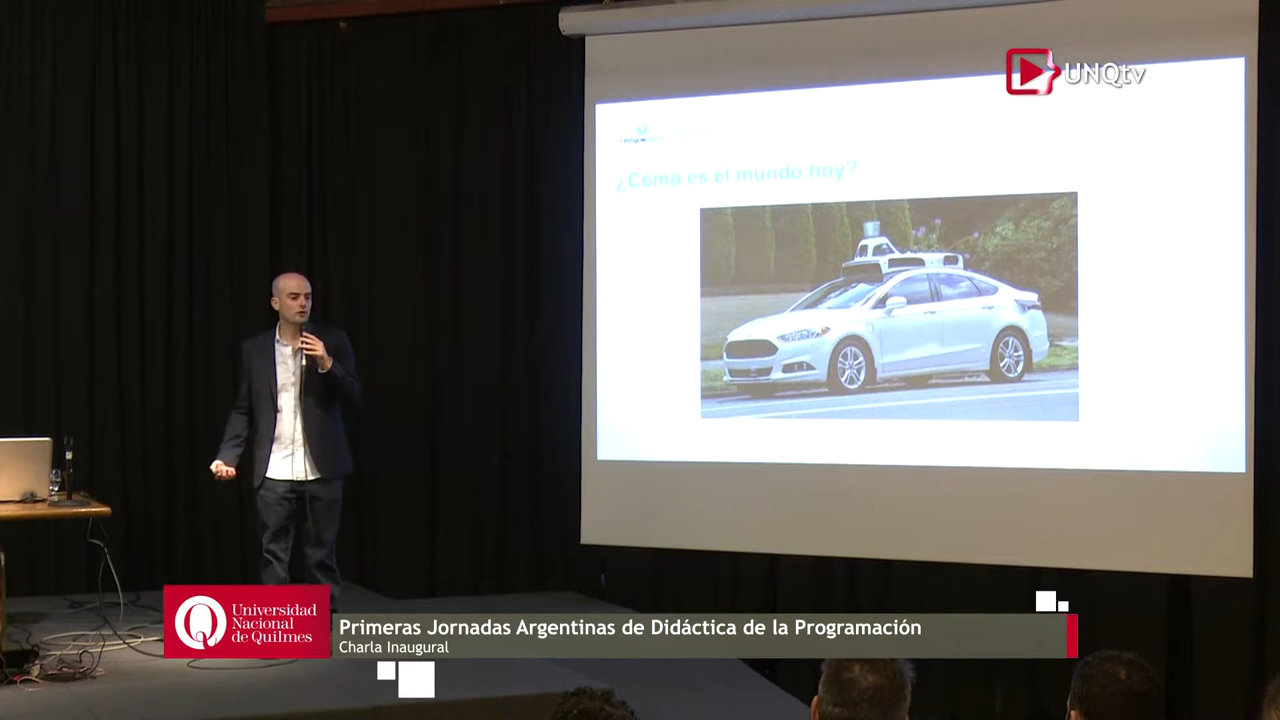 UNQtv
¿Cómo es el mundo hoy?
Universidad
Nacional
de Quilmes
Primeras Jornadas Argentinas de Didáctica de la Programación
Charla Inaugural